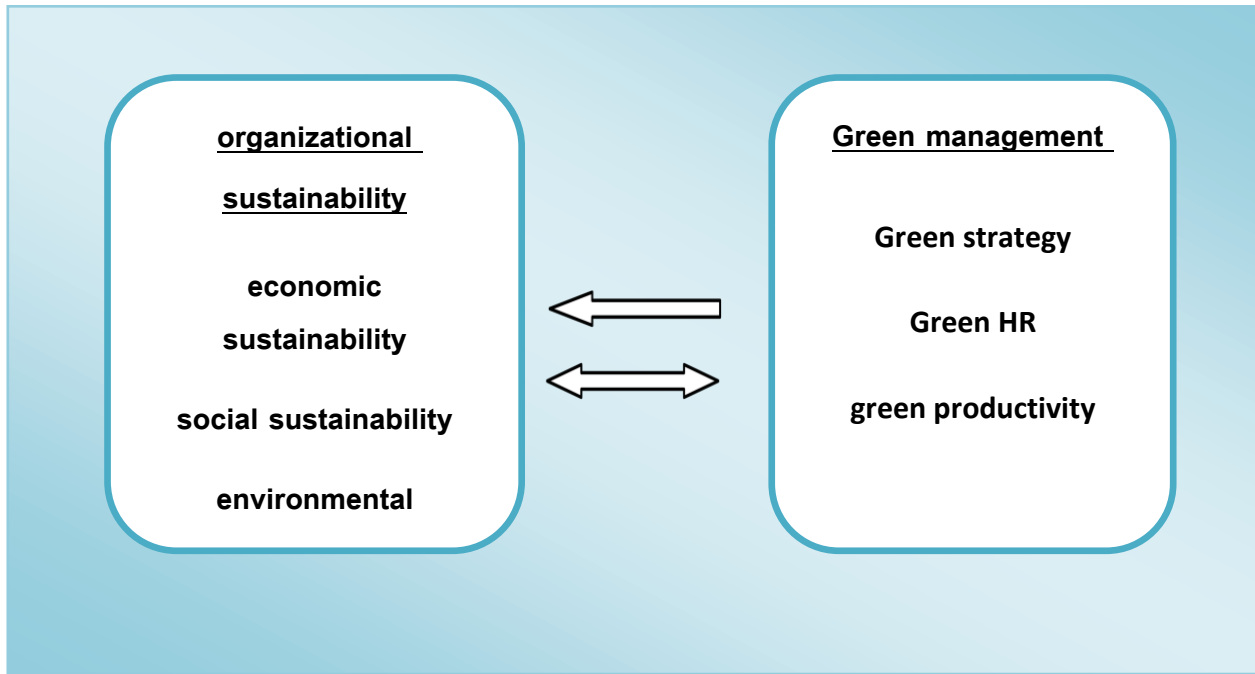 organizational
sustainability
economic
sustainability
social sustainability
environmental
Green management
Green strategy
Green HR
green productivity